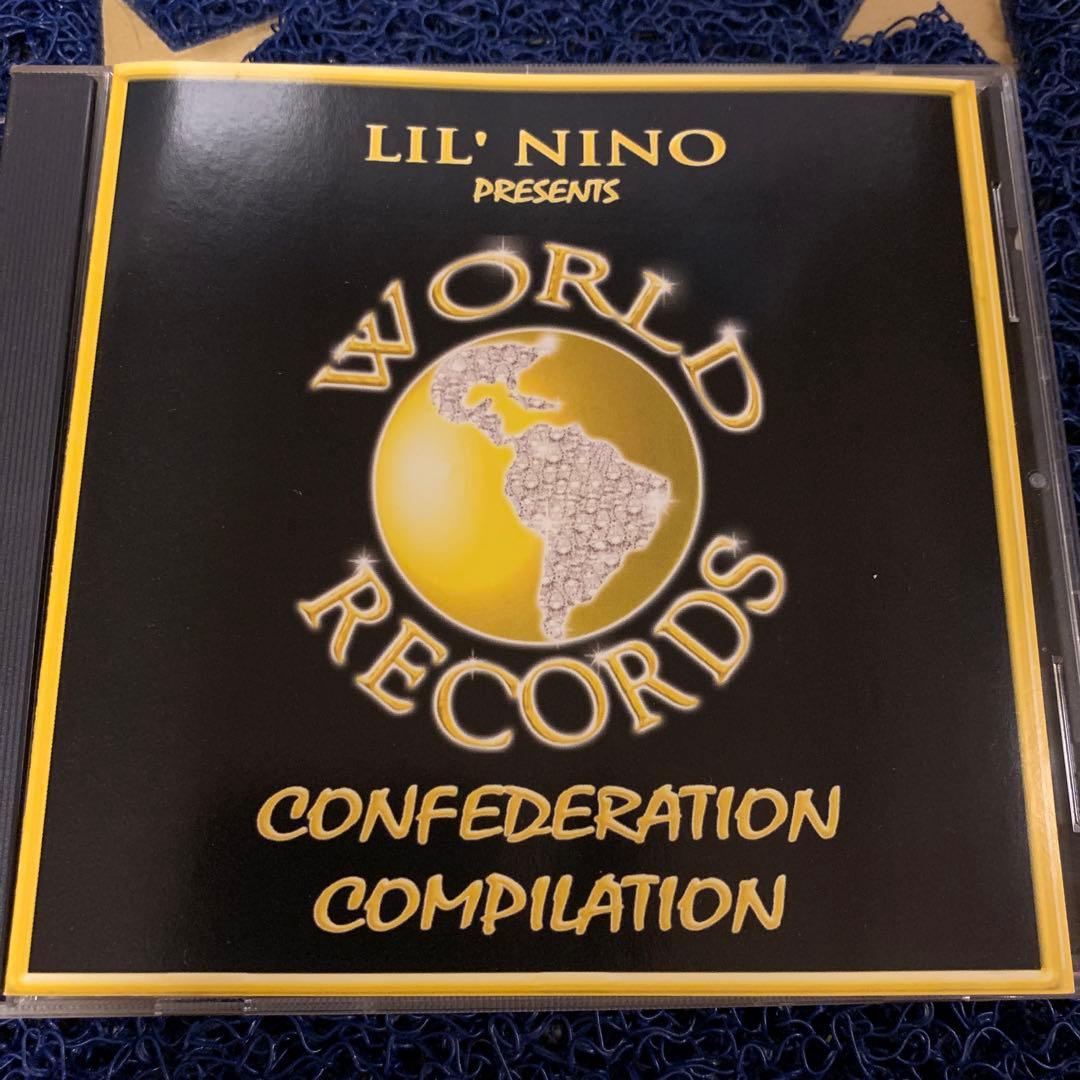 LIL' NINO
PRESENTS
WORLD
RECORDS
CONFEDERATION
COMPILATION